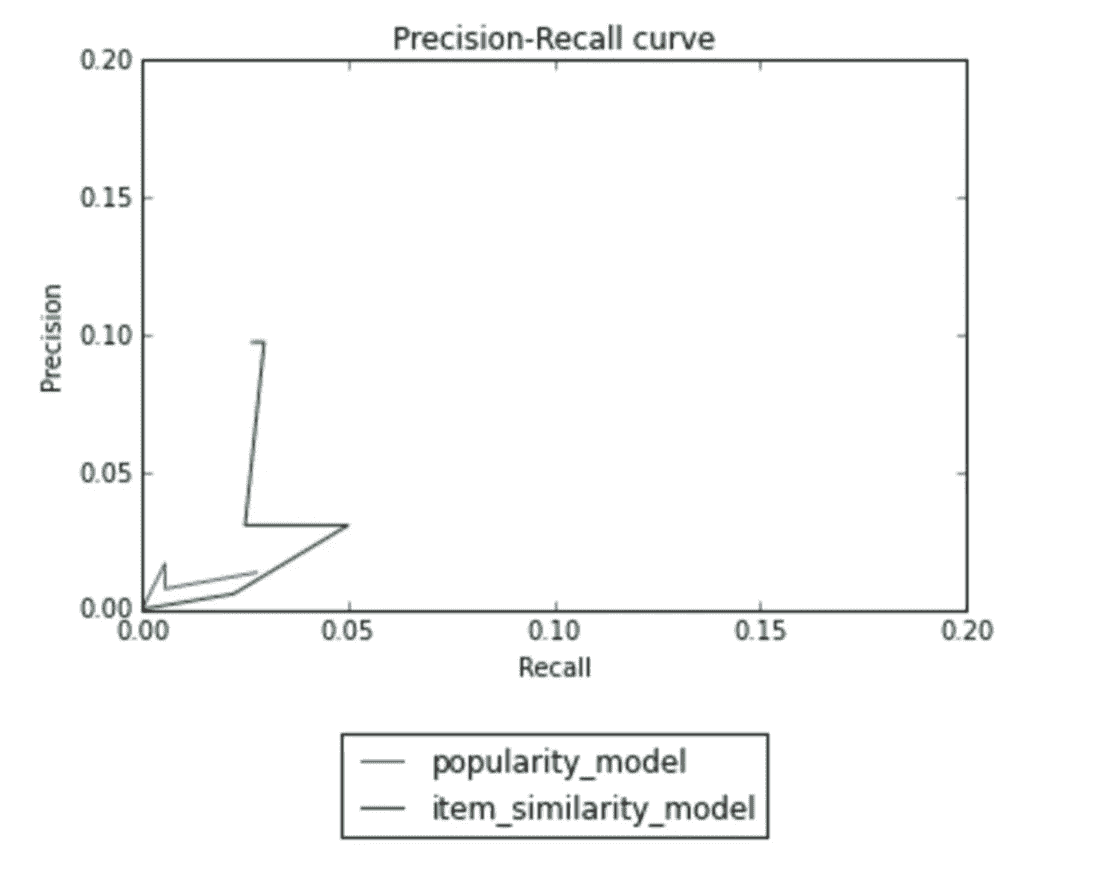 Precision-Recall curve
0.20
0.15
0.10
0.05
0.00
Precision
0.00 0.05 0.10 0.15 0.20
Recall
popularity_model
item_similarity_model